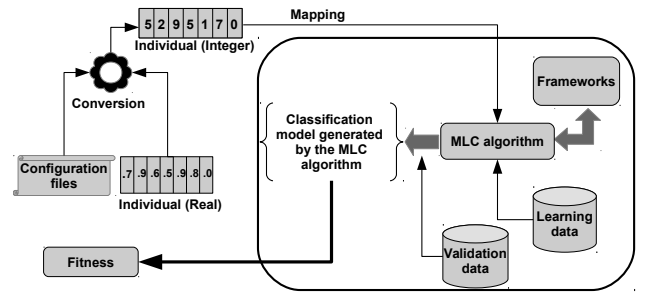 5 2 9 5 1 7 0
Mapping
Individual (Integer)
Conversion
Frameworks
Classification
model generated
by the MLC
algorithm
MLC algorithm
Configuration
files
.7 .9 .6 .5 .9 .8 .0
Individual (Real)
Learning
data
Validation
data
Fitness